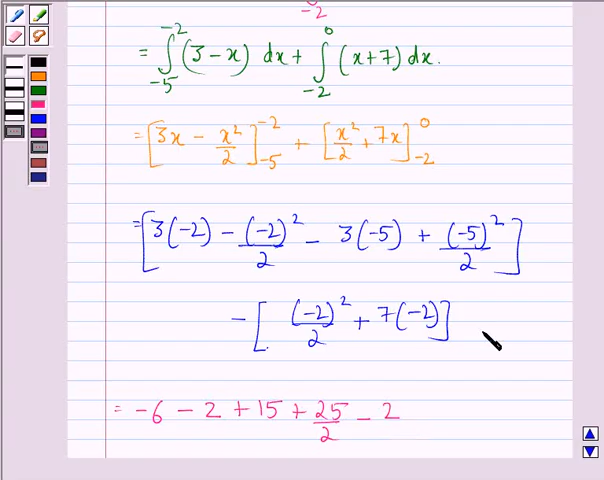 -2
= ∫_{-5}^{-2} (3-x) dx + ∫_{-2}^{0} (x+7) dx.
= [3x - x²/2]_{-5}^{-2} + [x²/2 + 7x]_{-2}^{0}
= [3(-2) - (-2)²/2 - 3(-5) + (-5)²/2]
- [(-2)²/2 + 7(-2)]
= -6 - 2 + 15 + 25/2 - 2